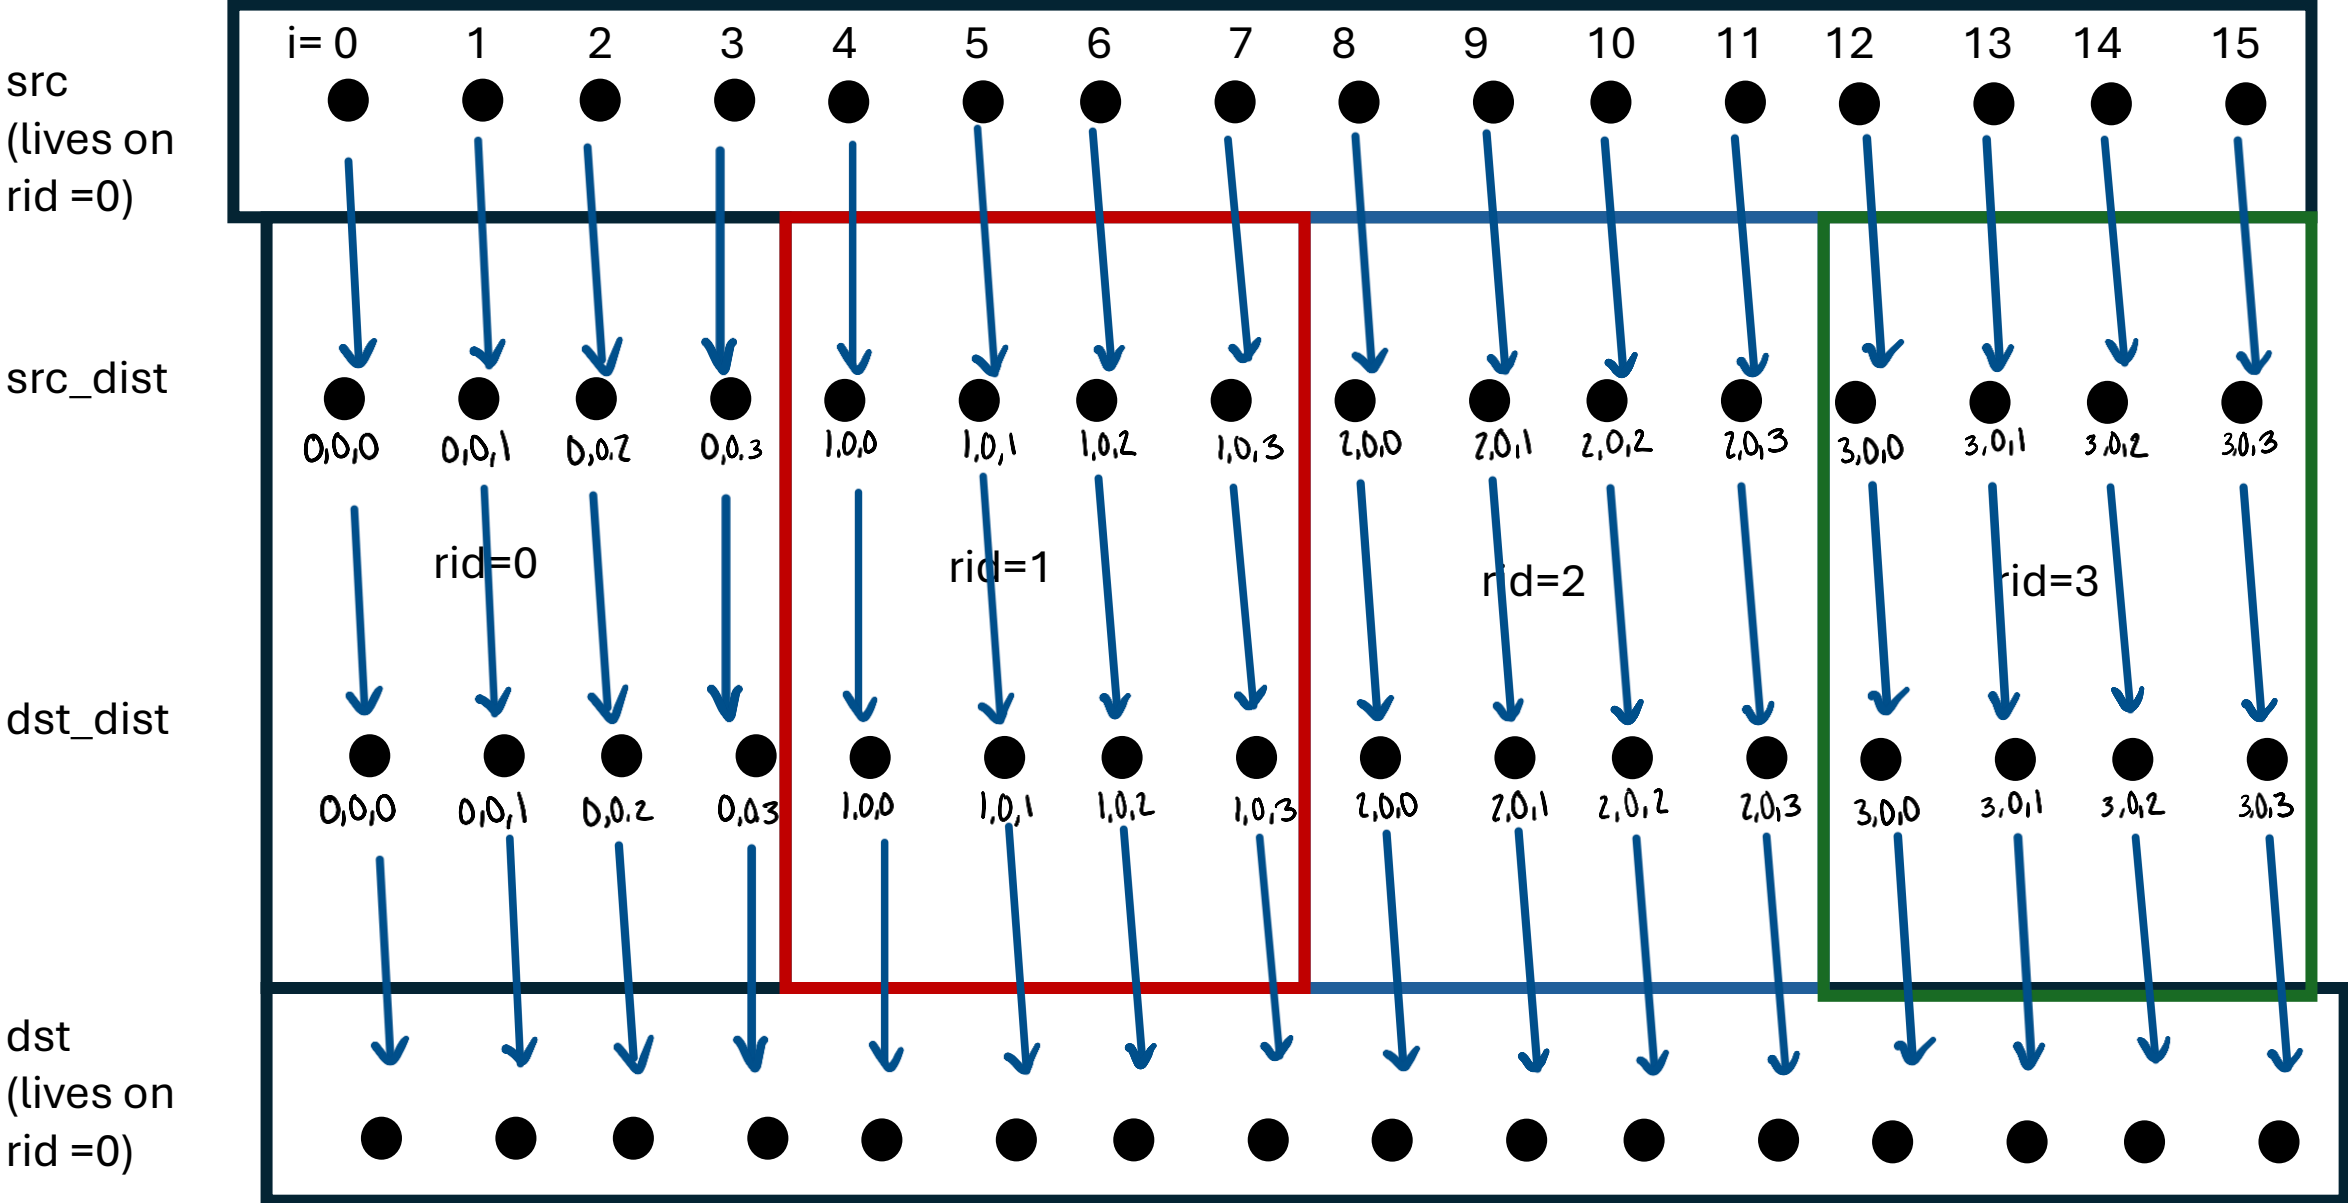 i= 0 1 2 3 4 5 6 7 8 9 10 11 12 13 14 15
src
(lives on
rid =0)
src_dist
0,0,0 0,0,1 0,0.2 0,0.3 1.0,0 1,0,1 1,0,2 1,0,3 2,0,0 2,0,1 2,0,2 2,0,3 3,0,0 3,0,1 3,0,2 3,0,3
rid=0 rid=1 rid=2 rid=3
dst_dist
0,0,0 0,0,1 0,0.2 0,0.3 1.0,0 1,0,1 1,0,2 1,0,3 2,0,0 2,0,1 2,0,2 2,0,3 3,0,0 3,0,1 3,0,2 3,0,3
dst
(lives on
rid =0)